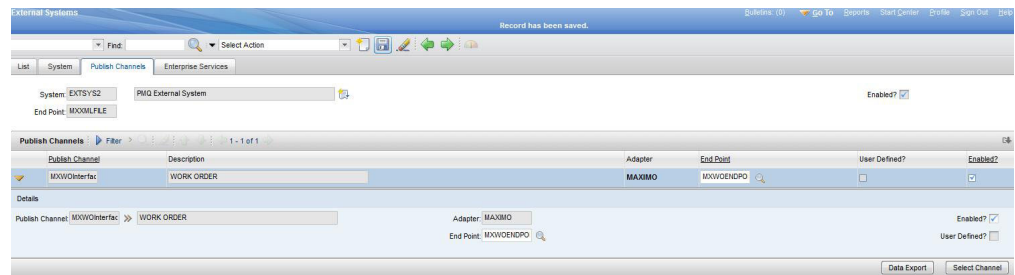 External Systems
Bulletins: (0) Go To Reports Start Center Profile Sign Out Help
Record has been saved.
Find: Select Action
List System Publish Channels Enterprise Services
System: EXTSYS2 PMQ External System Enabled?
End Point: MXXMLFILE
Publish Channels Filter 1 - 1 of 1
Publish Channel Description Adapter End Point User Defined? Enabled?
MXWOInterfac WORK ORDER MAXIMO MXWOENDPO
Details
Publish Channel: MXWOInterfac WORK ORDER Adapter: MAXIMO Enabled?
End Point: MXWOENDPO User Defined?
Data Export Select Channel